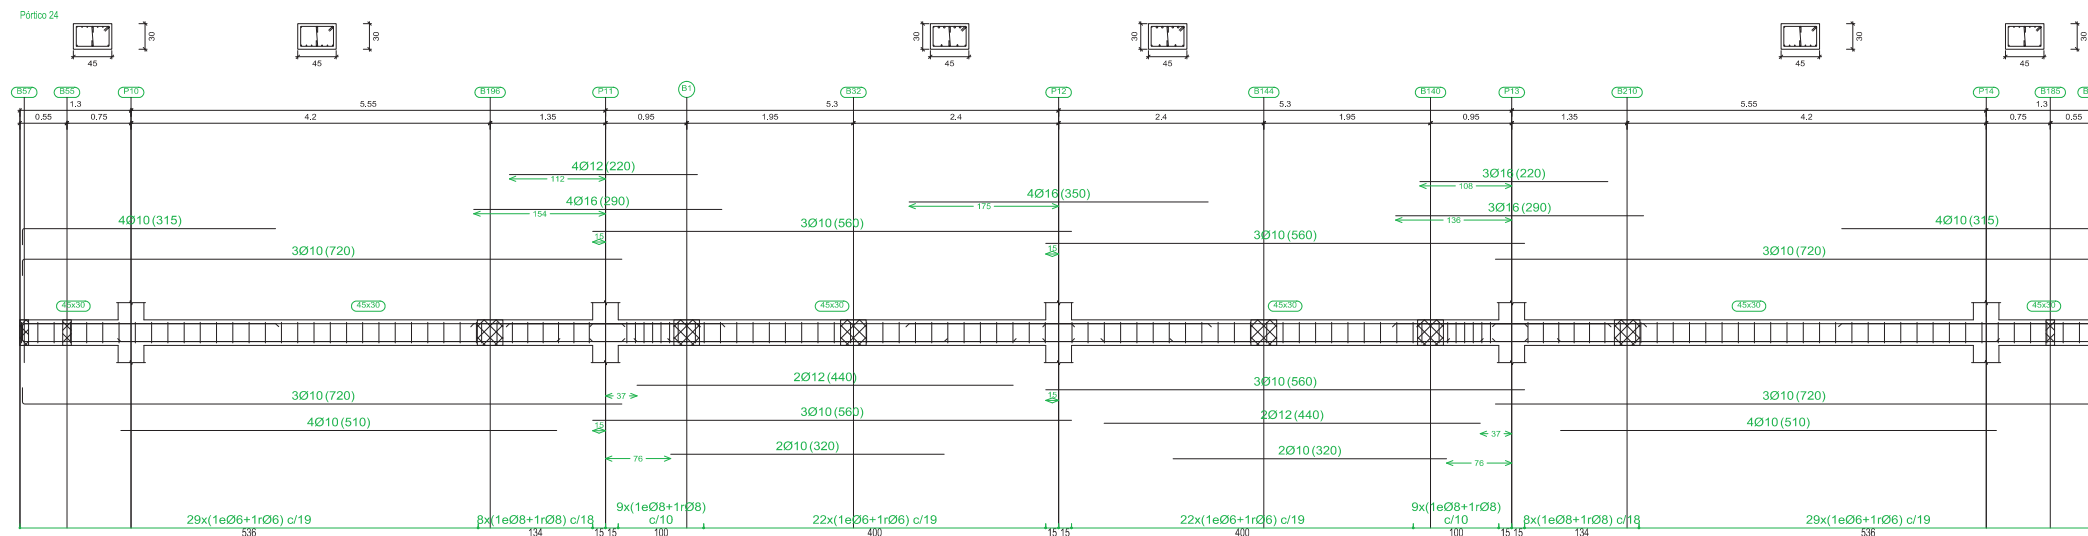 Pórtico 24
30 30 30 30 30 30
45 45 45 45 45 45
B57 B55 P10 B196 P11 B1 B32 P12 B144 B140 P13 B210 P14 B185
1.3 5.55 5.3 5.3 5.55 1.3
0.55 0.75 4.2 1.35 0.95 1.95 2.4 2.4 1.95 0.95 1.35 4.2 0.75 0.55
4Ø12(220) 3Ø16(220)
112 108
4Ø16(290) 4Ø16(350) 3Ø16(290)
154 175 136
4Ø10(315) 3Ø10(560) 4Ø10(315)
15 3Ø10(560)
3Ø10(720) 15 3Ø10(720)
45x30 45x30 45x30 45x30 45x30 45x30
2Ø12(440) 3Ø10(560)
3Ø10(720) 37 15 3Ø10(720)
4Ø10(510) 3Ø10(560) 2Ø12(440) 4Ø10(510)
15 37
2Ø10(320) 2Ø10(320)
76 76
9x(1eØ8+1rØ8) 9x(1eØ8+1rØ8)
29x(1eØ6+1rØ6) c/19 8x(1eØ8+1rØ8) c/18 c/10 22x(1eØ6+1rØ6) c/19 22x(1eØ6+1rØ6) c/19 c/10 8x(1eØ8+1rØ8) c/18 29x(1eØ6+1rØ6) c/19
536 134 15 15 100 400 15 15 400 100 15 15 134 536